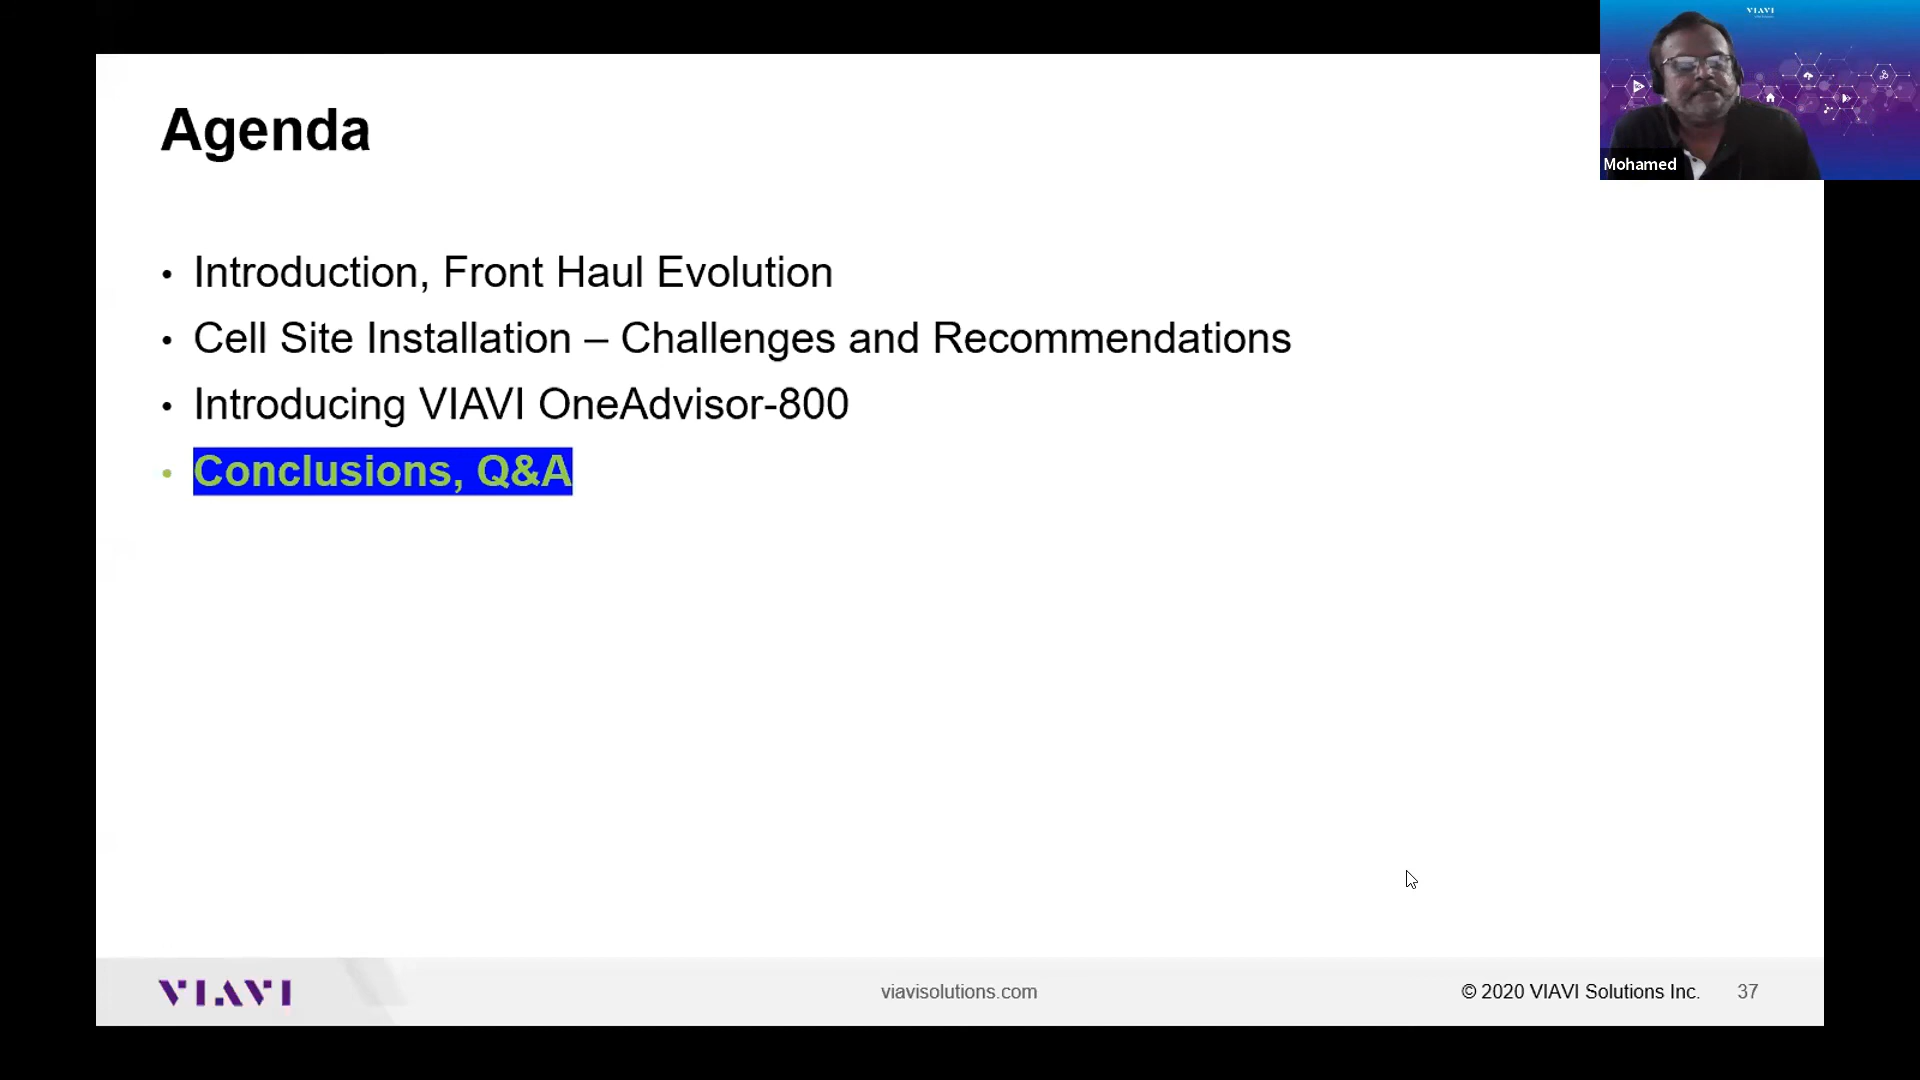 VIAVI
Mohamed
Agenda
• Introduction, Front Haul Evolution
• Cell Site Installation – Challenges and Recommendations
• Introducing VIAVI OneAdvisor-800
• Conclusions, Q&A
VIAVI
viavisolutions.com
© 2020 VIAVI Solutions Inc.
37